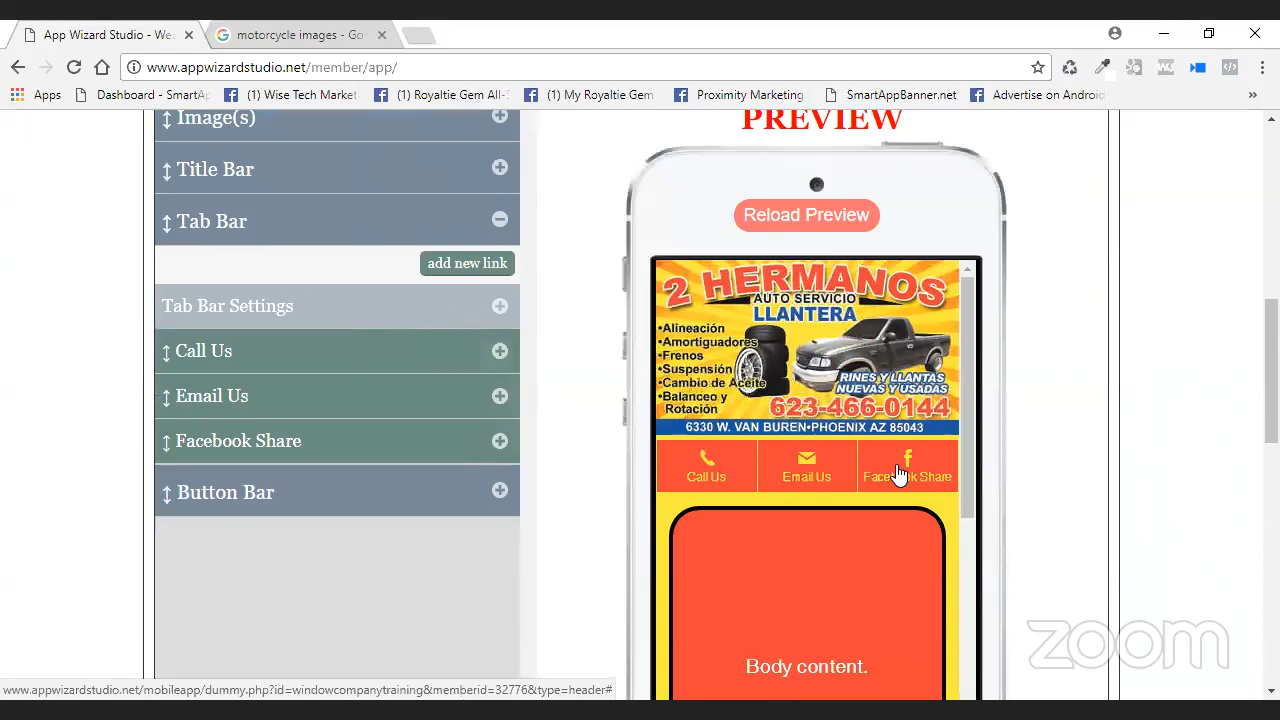 App Wizard Studio - We
motorcycle images - Go
www.appwizardstudio.net/member/app/
Apps
Dashboard - SmartAp
(1) Wise Tech Market
(1) Royaltie Gem All-
(1) My Royaltie Gem
Proximity Marketing
SmartAppBanner.net
Advertise on Android
»
Image(s)
Title Bar
Tab Bar
add new link
Tab Bar Settings
Call Us
Email Us
Facebook Share
Button Bar
PREVIEW
Reload Preview
2 HERMANOS
AUTO SERVICIO
LLANTERA
•Alineación
•Amortiguadores
•Frenos
•Suspensión
•Cambio de Aceite
•Balanceo y
Rotación
RINES Y LLANTAS
NUEVAS Y USADAS
623-466-0144
6330 W. VAN BUREN•PHOENIX AZ 85043
Call Us
Email Us
Facebook Share
Body content.
zoom
www.appwizardstudio.net/mobileapp/dummy.php?id=windowcompanytraining&memberid=32776&type=header#